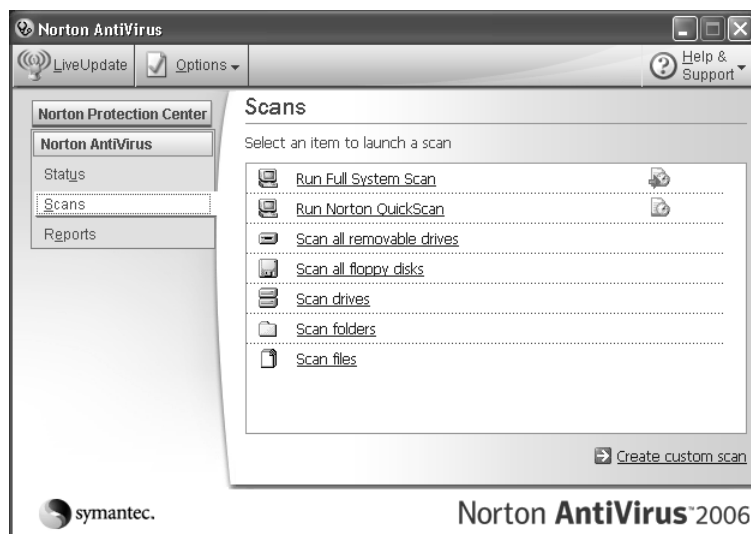 Norton AntiVirus
LiveUpdate
Options
Help & Support
Norton Protection Center
Norton AntiVirus
Status
Scans
Reports
Scans
Select an item to launch a scan
Run Full System Scan
Run Norton QuickScan
Scan all removable drives
Scan all floppy disks
Scan drives
Scan folders
Scan files
Create custom scan
symantec.
Norton AntiVirus™2006